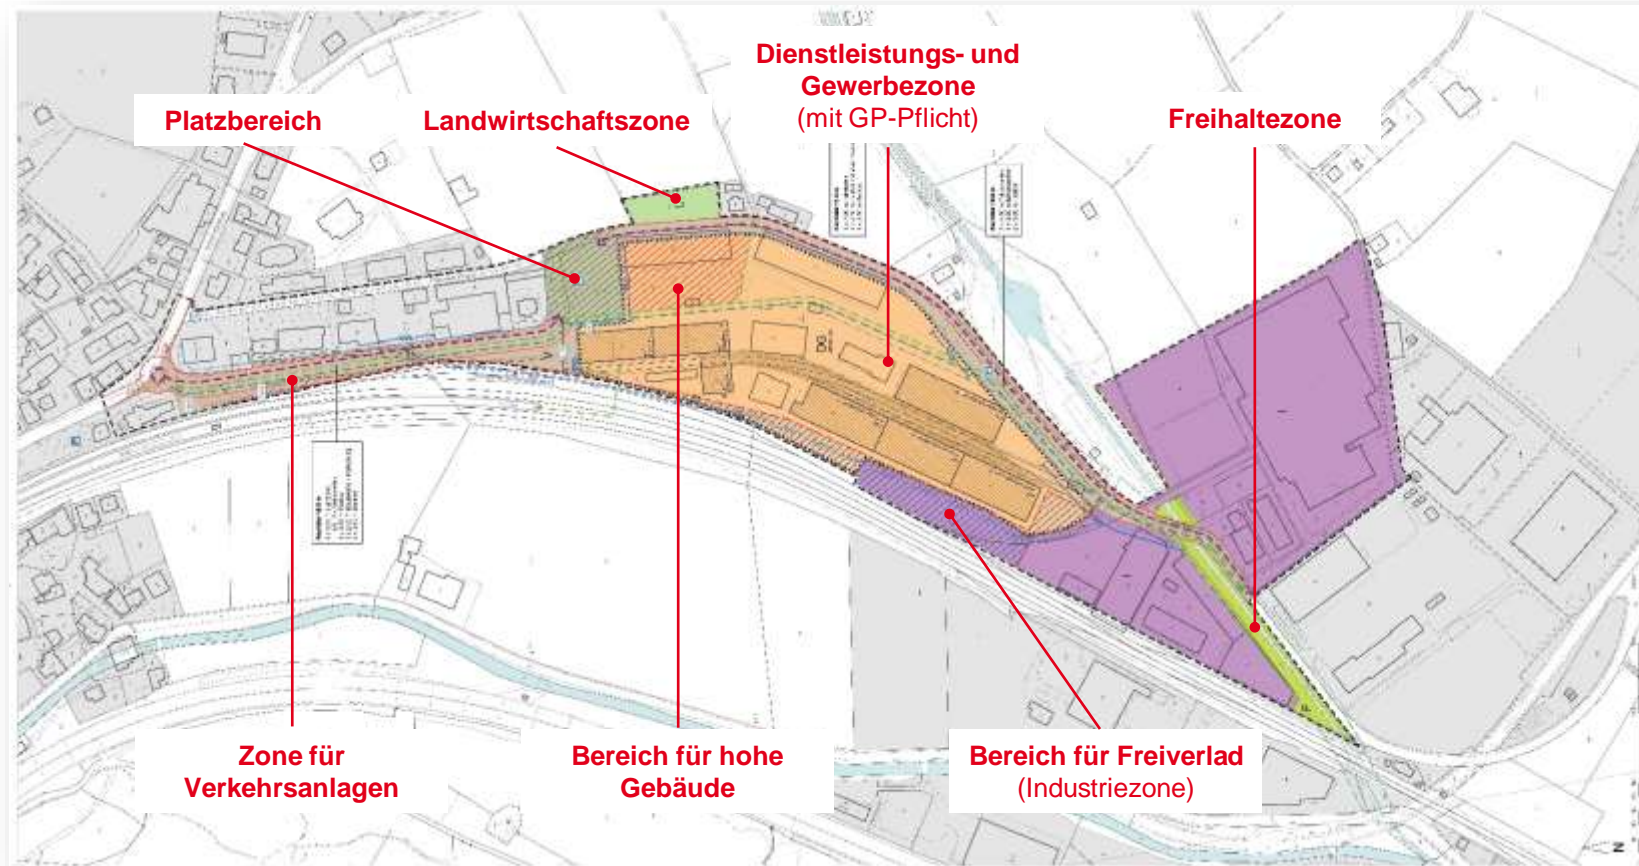 Dienstleistungs- und
Gewerbezone
(mit GP-Pflicht)
Platzbereich
Landwirtschaftszone
Freihaltezone
DG
Zone für
Verkehrsanlagen
Bereich für hohe
Gebäude
Bereich für Freiverlad
(Industriezone)
N